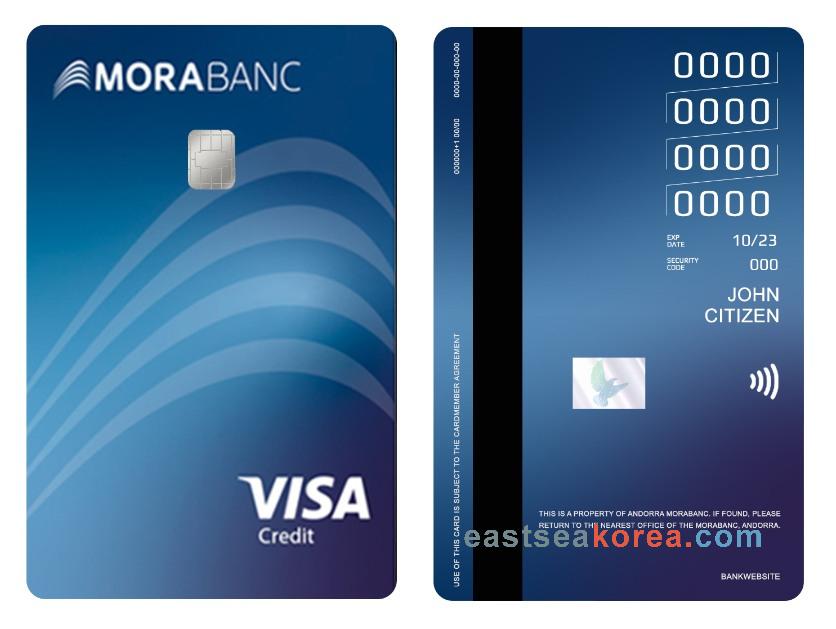 MORABANC
VISA
Credit
0000-00-000-00
000000+1 00/00
USE OF THIS CARD IS SUBJECT TO THE CARDMEMBER AGREEMENT
0000
0000
0000
0000
EXP DATE 10/23
SECURITY CODE 000
JOHN
CITIZEN
THIS IS A PROPERTY OF ANDORRA MORABANC. IF FOUND, PLEASE
RETURN TO THE NEAREST OFFICE OF THE MORABANC, ANDORRA.
eastseakorea.com
BANKWEBSITE